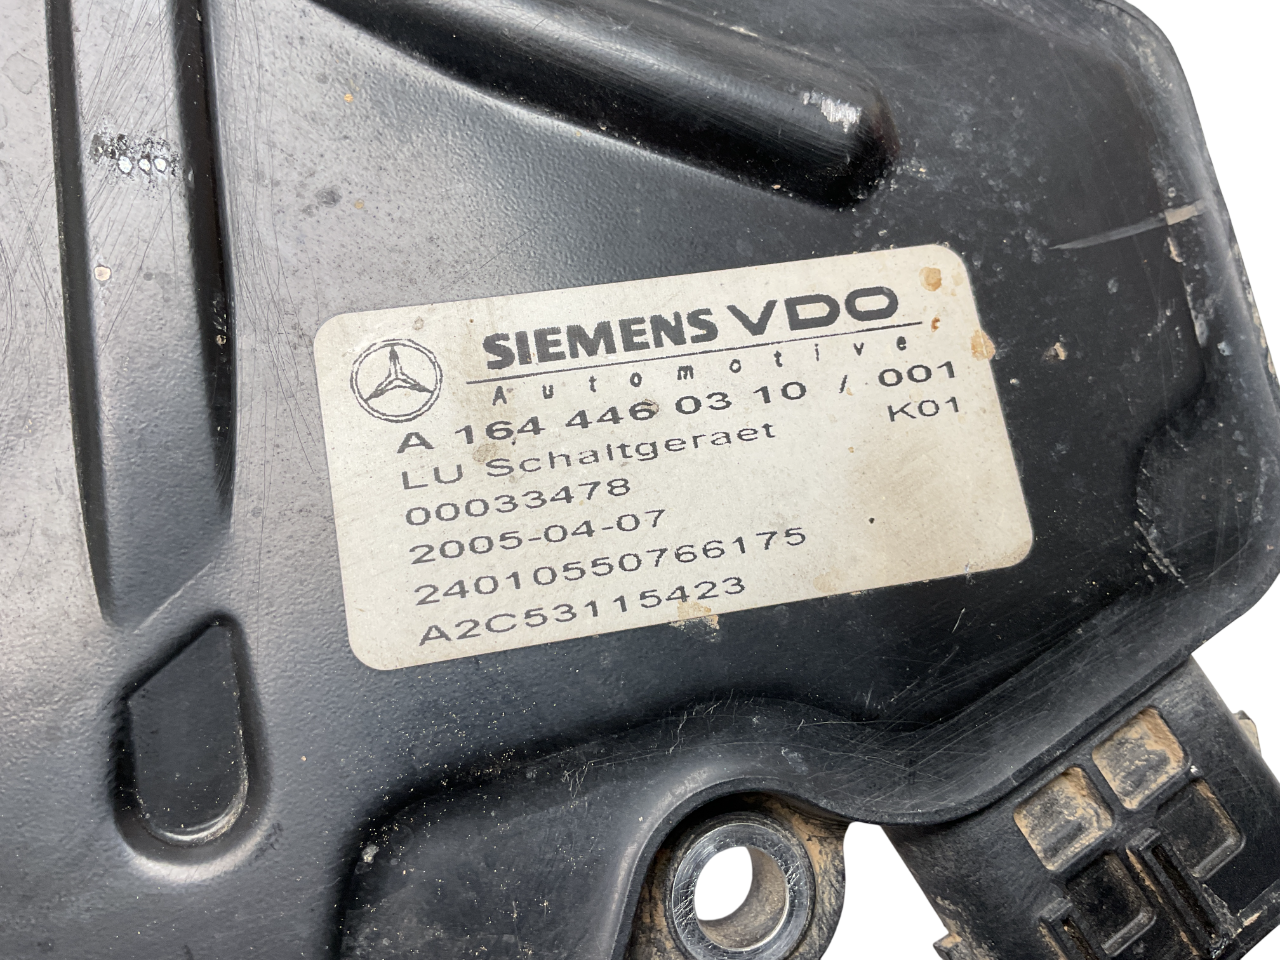 SIEMENS VDO
Automotive
A 164 446 03 10 / 001
LU Schaltgeraet K01
00033478
2005-04-07
24010550766175
A2C53115423